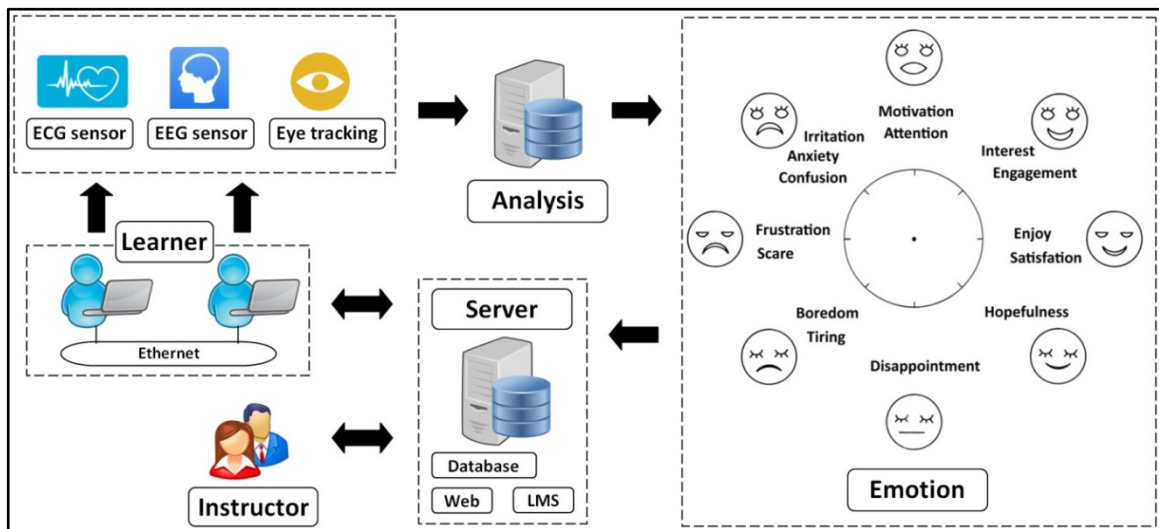 ECG sensor
EEG sensor
Eye tracking
Analysis
Learner
Ethernet
Server
Database
Web
LMS
Instructor
Motivation
Attention
Irritation
Anxiety
Confusion
Interest
Engagement
Frustration
Scare
Enjoy
Satisfation
Boredom
Tiring
Hopefulness
Disappointment
Emotion